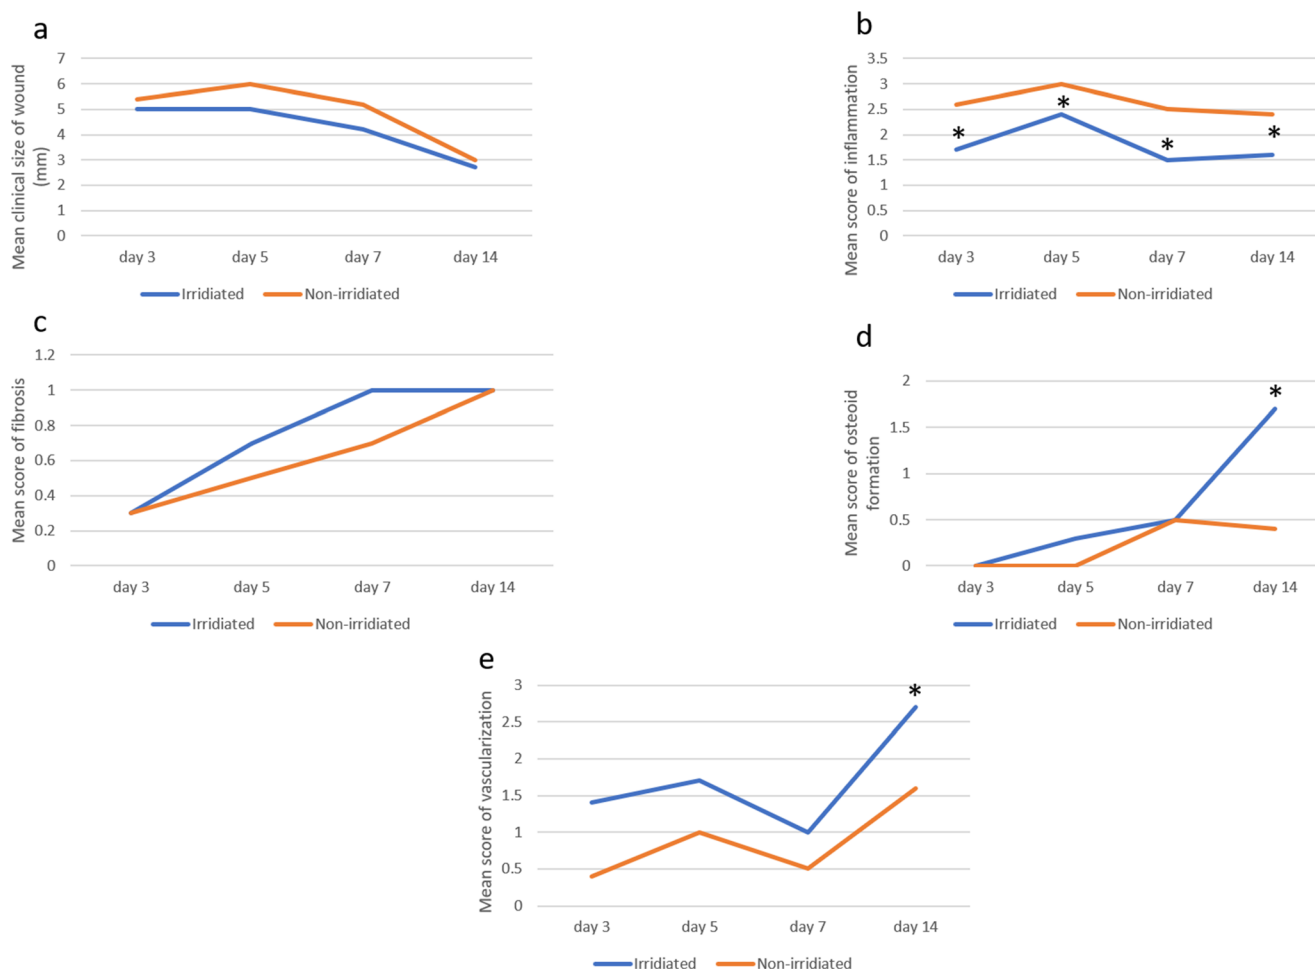 a
7
6
5
4
3
2
1
0
Mean clinical size of wound
(mm)
day 3 day 5 day 7 day 14
Irridiated Non-irridiated
b
3.5
3
2.5
2
1.5
1
0.5
0
Mean score of inflammation
* * * *
day 3 day 5 day 7 day 14
Irridiated Non-irridiated
c
1.2
1
0.8
0.6
0.4
0.2
0
Mean score of fibrosis
day 3 day 5 day 7 day 14
Irridiated Non-irridiated
d
2
1.5
1
0.5
0
Mean score of osteoid
formation
*
day 3 day 5 day 7 day 14
Irridiated Non-irridiated
e
3
2.5
2
1.5
1
0.5
0
Mean score of vascularization
*
day 3 day 5 day 7 day 14
Irridiated Non-irridiated